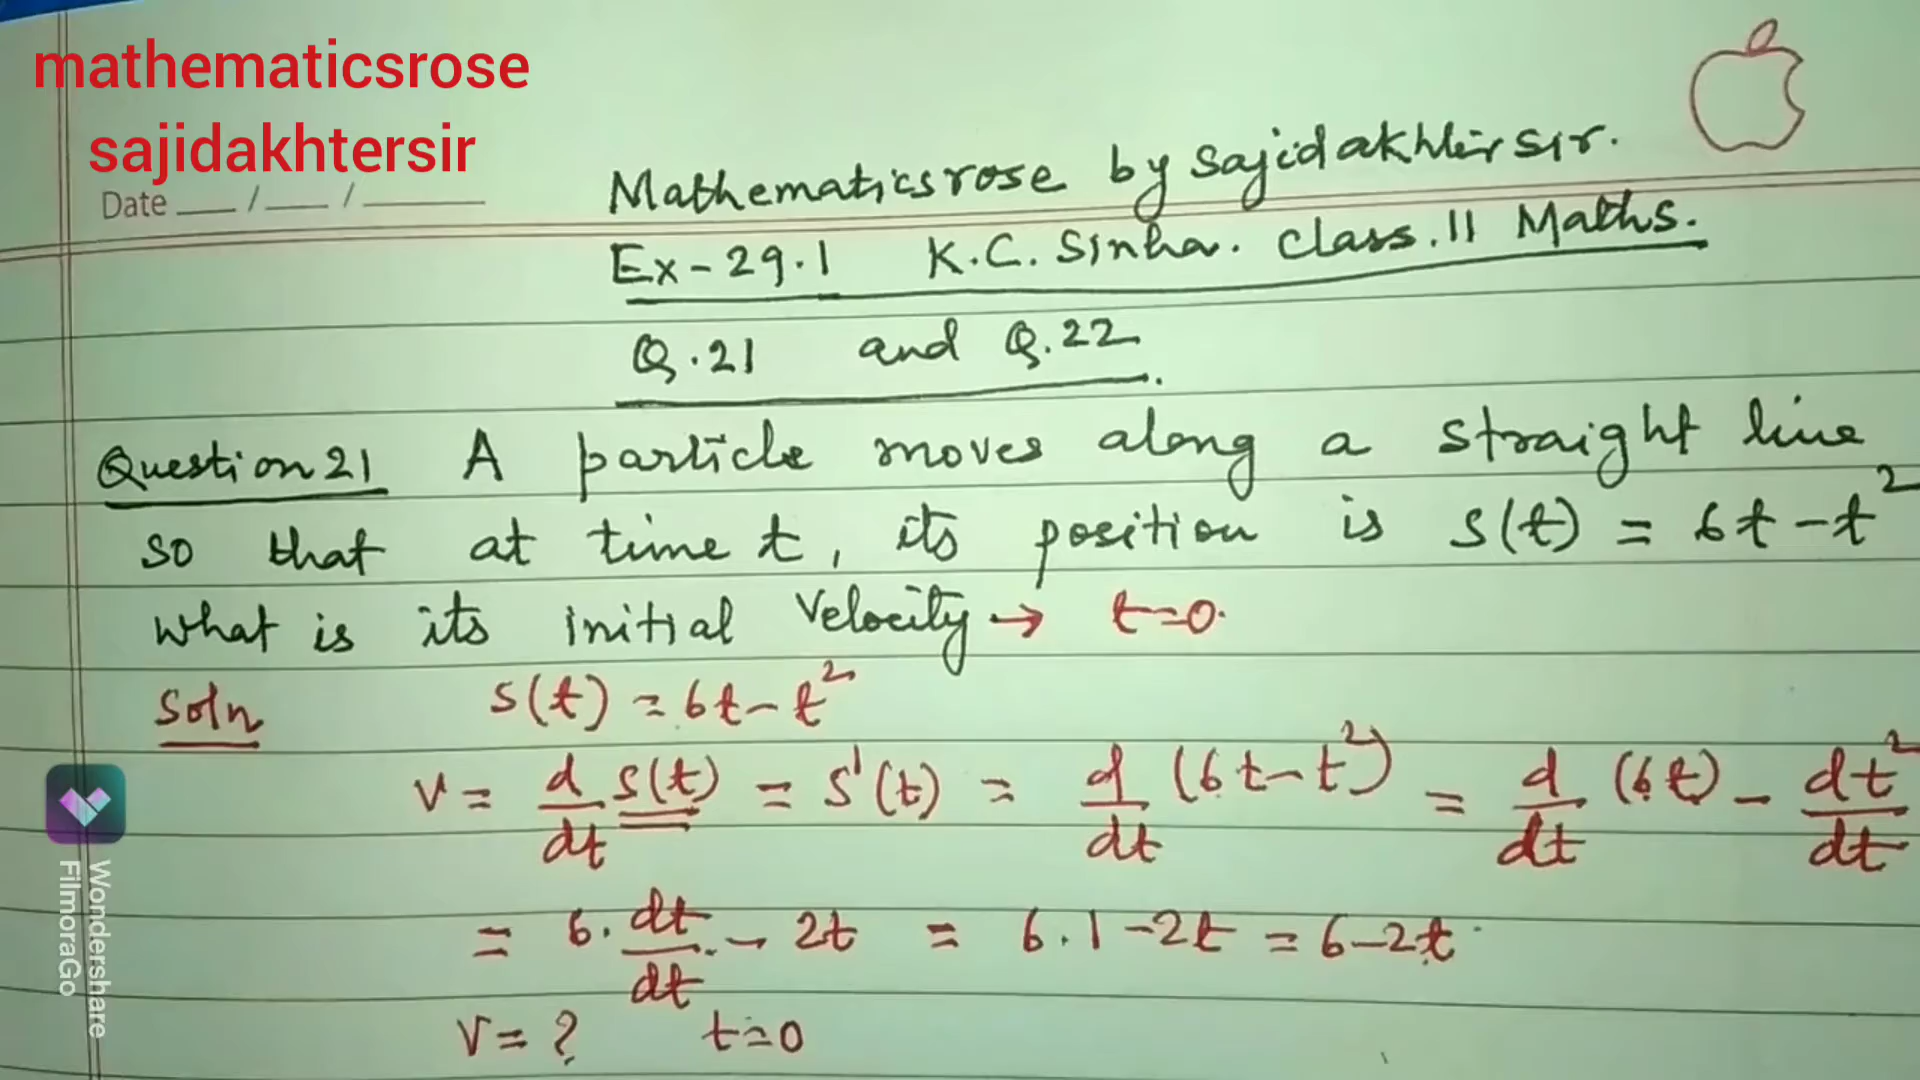 mathematicsrose
sajidakhtersir
Date ___ / ___ / ______
Mathematicsrose by Sajidakhtersir.
Ex-29.1 K.C. Sinha. Class.11 Maths.
Q.21 and Q.22.
Question 21 A particle moves along a straight line
so that at time t, its position is s(t) = 6t - t²
what is its initial velocity → t=0.
Soln s(t) = 6t - t²
v = d/dt s(t) = s'(t) = d/dt (6t - t²) = d/dt (6t) - dt²/dt
= 6. dt/dt - 2t = 6.1 - 2t = 6 - 2t
v = ? t = 0
Wondershare
FilmoraGo